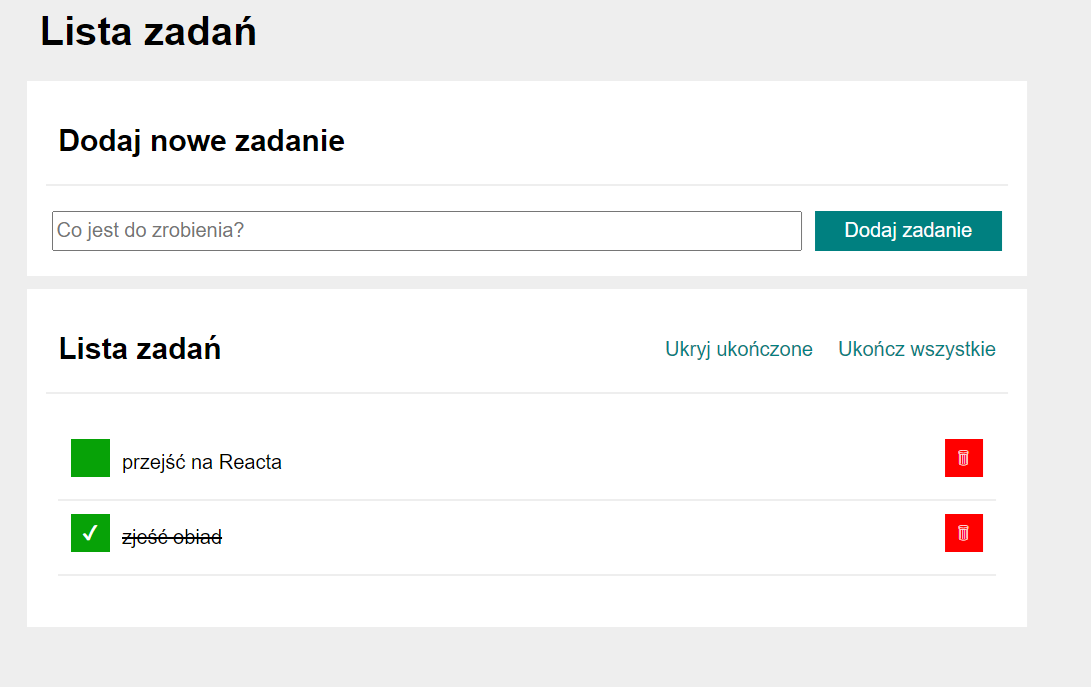 Lista zadań
Dodaj nowe zadanie
Co jest do zrobienia?
Dodaj zadanie
Lista zadań
Ukryj ukończone
Ukończ wszystkie
przejść na Reacta
zjeść obiad